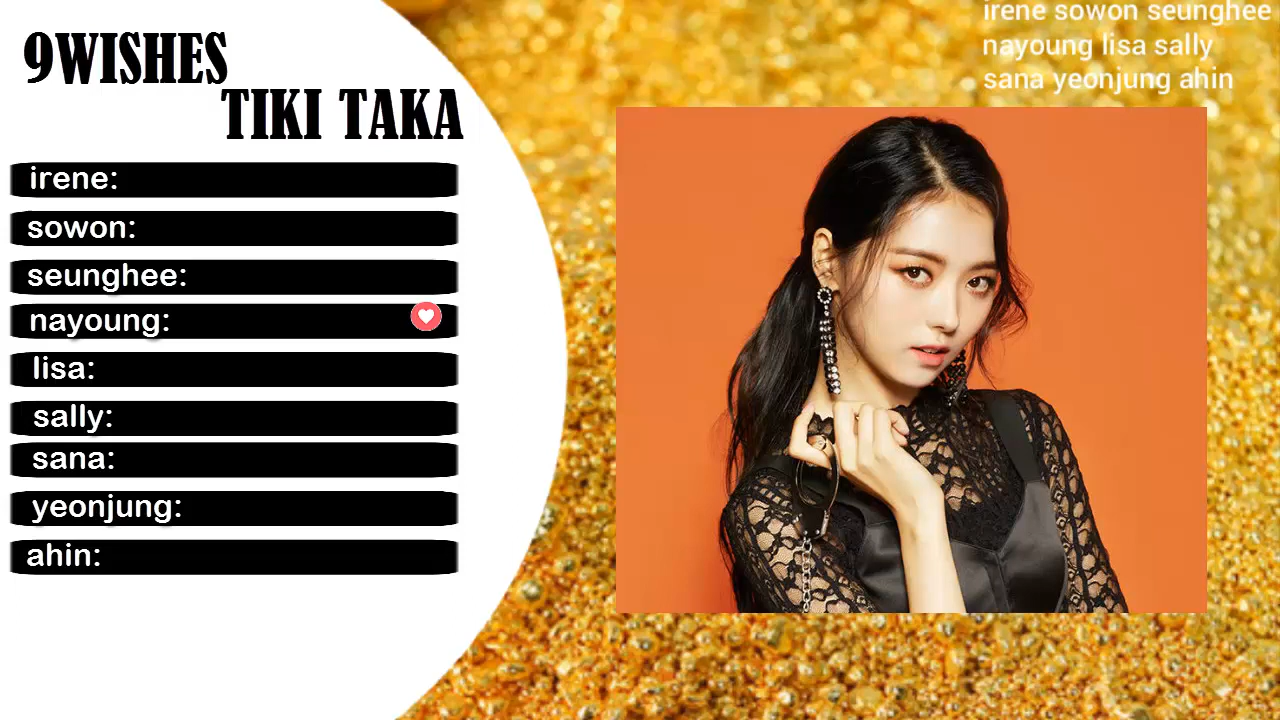 9WISHES
TIKI TAKA
irene:
sowon:
seunghee:
nayoung:
lisa:
sally:
sana:
yeonjung:
ahin:
irene sowon seunghee
nayoung lisa sally
sana yeonjung ahin